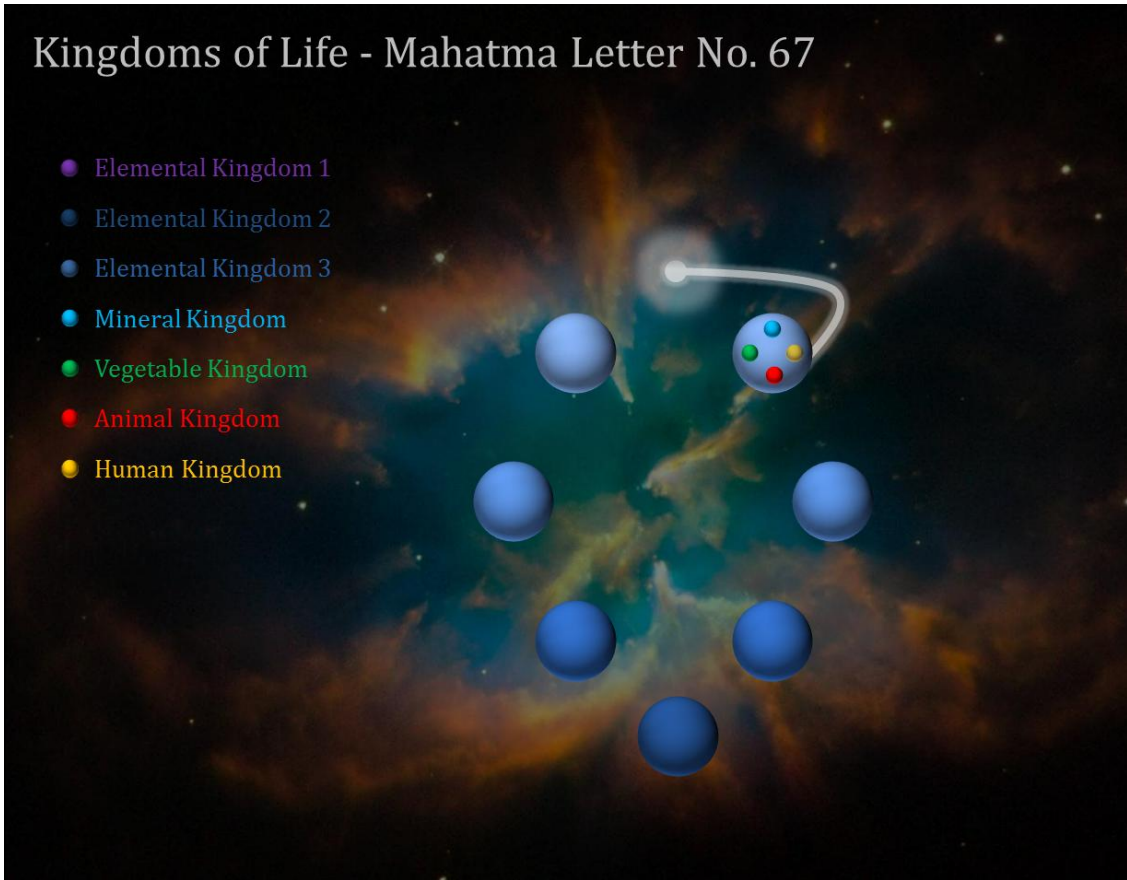 Kingdoms of Life - Mahatma Letter No. 67
Elemental Kingdom 1
Elemental Kingdom 2
Elemental Kingdom 3
Mineral Kingdom
Vegetable Kingdom
Animal Kingdom
Human Kingdom